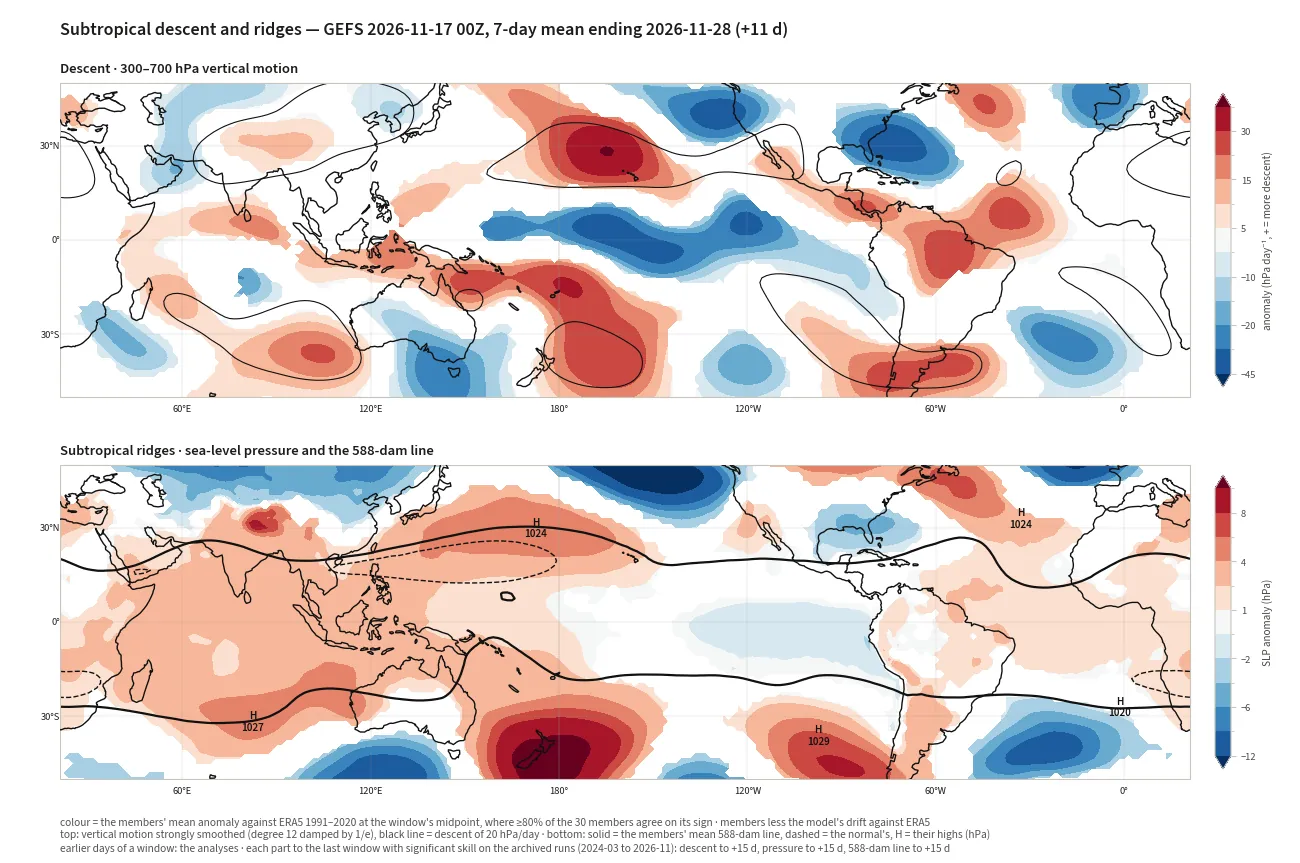 Subtropical descent and ridges — GEFS 2026-11-17 00Z, 7-day mean ending 2026-11-28 (+11 d)
Descent · 300–700 hPa vertical motion
30°N
0°
30°S
60°E
120°E
180°
120°W
60°W
0°
30
15
5
−10
−20
−45
anomaly (hPa day⁻¹, + = more descent)
Subtropical ridges · sea-level pressure and the 588-dam line
30°N
0°
30°S
H
1024
H
1024
H
1027
H
1029
H
1020
60°E
120°E
180°
120°W
60°W
0°
8
4
1
−2
−6
−12
SLP anomaly (hPa)
colour = the members' mean anomaly against ERA5 1991–2020 at the window's midpoint, where ≥80% of the 30 members agree on its sign · members less the model's drift against ERA5
top: vertical motion strongly smoothed (degree 12 damped by 1/e), black line = descent of 20 hPa/day · bottom: solid = the members' mean 588-dam line, dashed = the normal's, H = their highs (hPa)
earlier days of a window: the analyses · each part to the last window with significant skill on the archived runs (2024-03 to 2026-11): descent to +15 d, pressure to +15 d, 588-dam line to +15 d